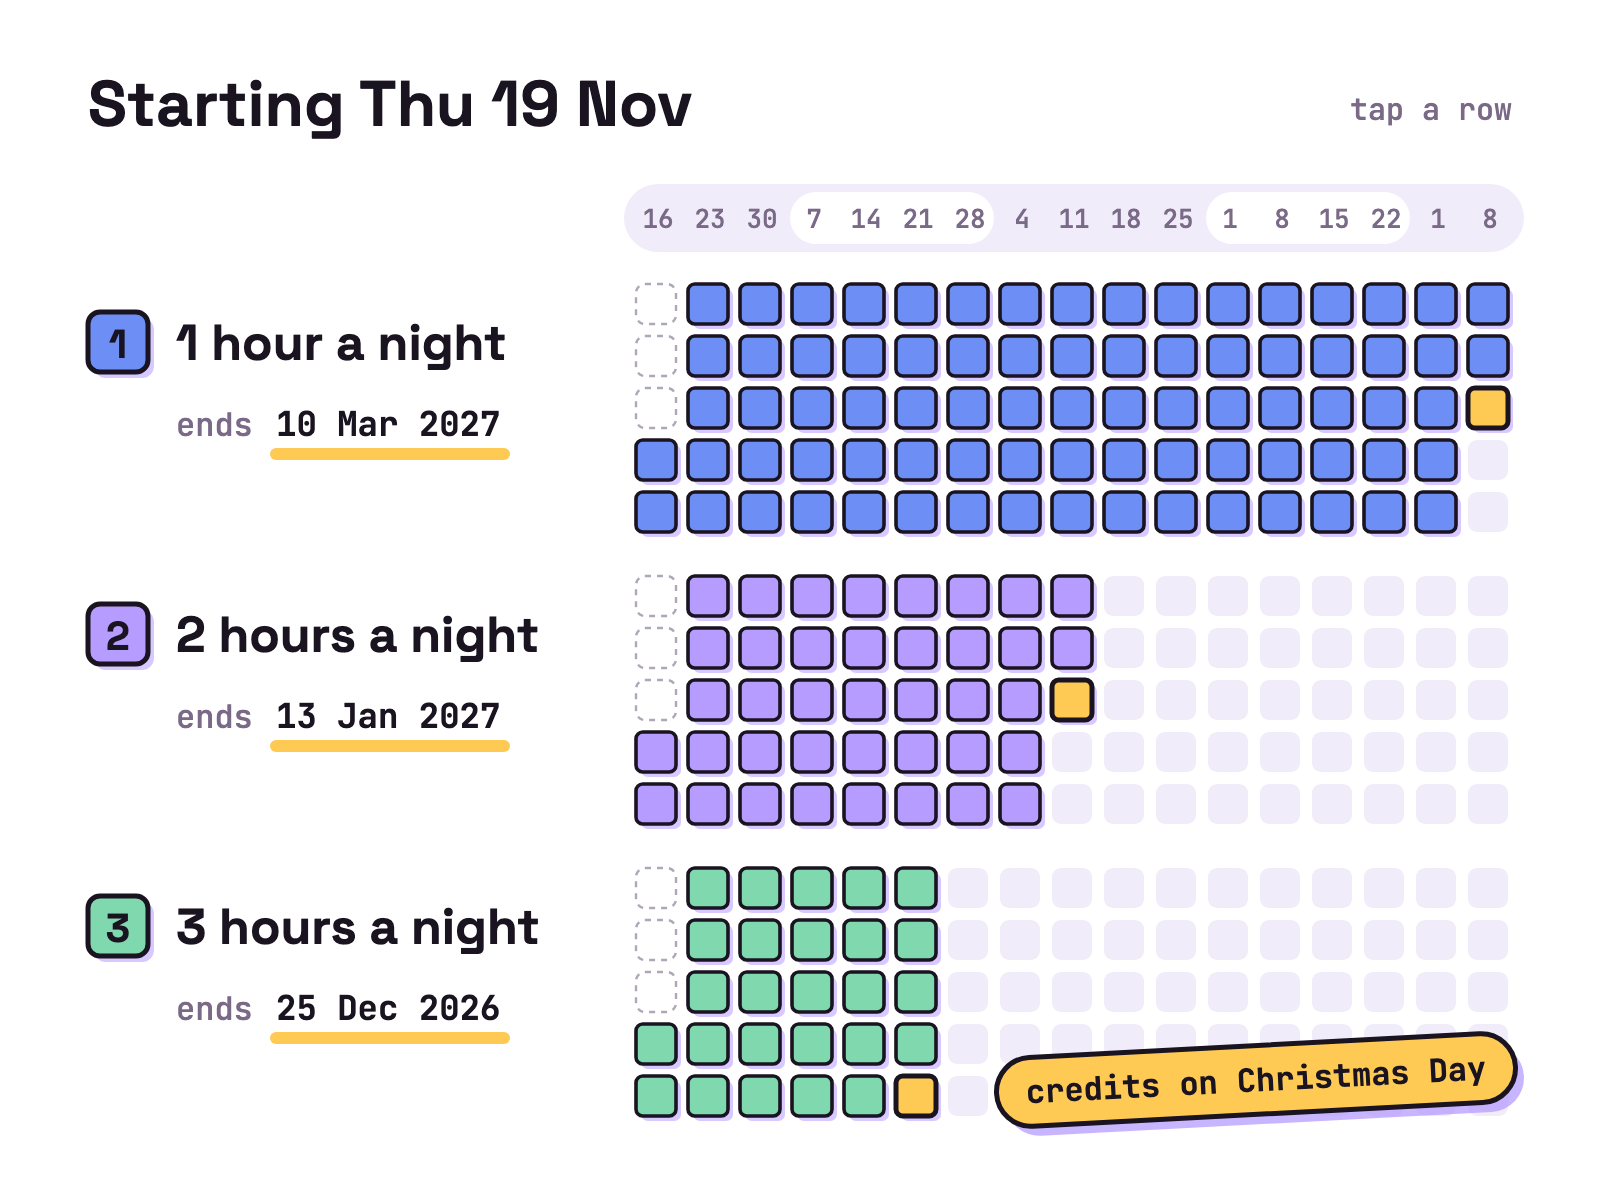 Starting Thu 19 Nov
tap a row
16 23 30 7 14 21 28 4 11 18 25 1 8 15 22 1 8
1 1 hour a night
ends 10 Mar 2027
2 2 hours a night
ends 13 Jan 2027
3 3 hours a night
ends 25 Dec 2026
credits on Christmas Day